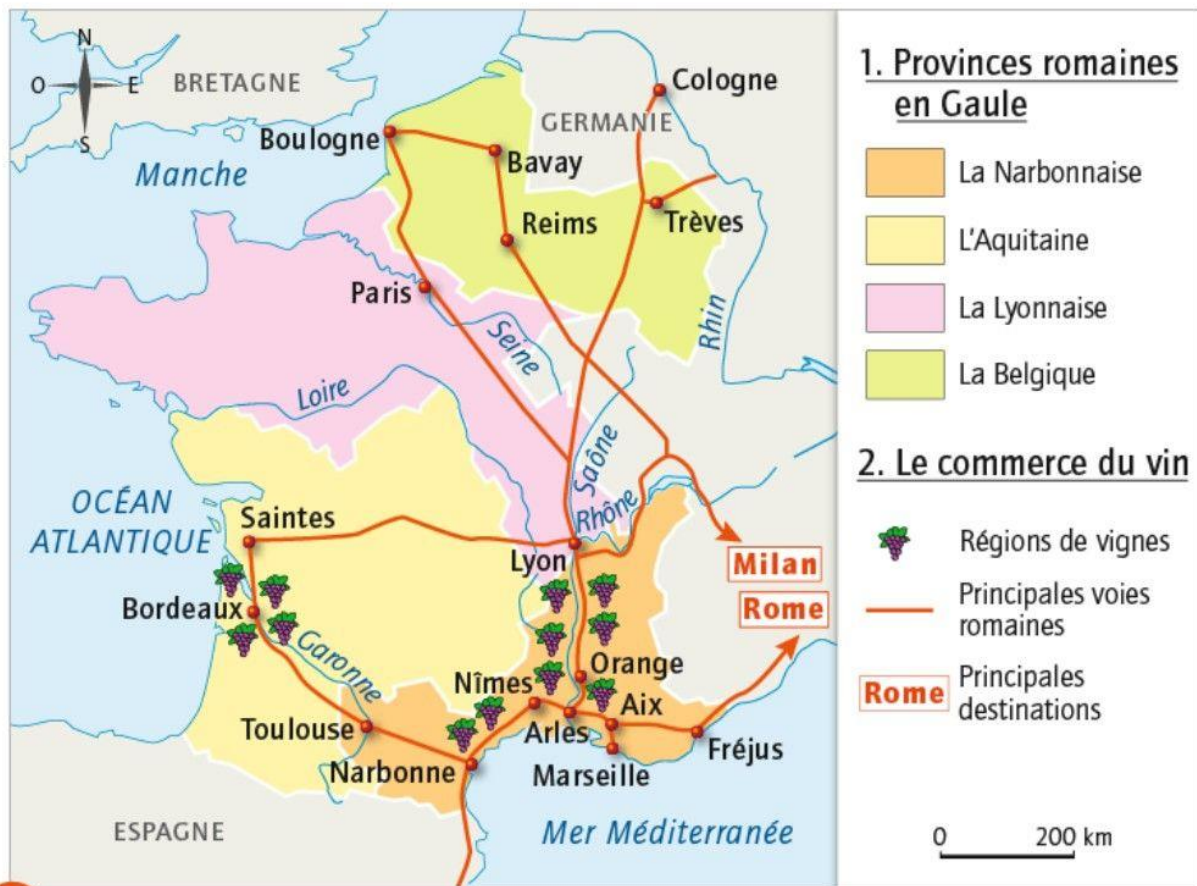 N
O
E
S
BRETAGNE
Cologne
GERMANIE
Boulogne
Bavay
Manche
Reims
Trèves
Paris
Seine
Rhin
Loire
Saône
OCÉAN
ATLANTIQUE
Saintes
Rhône
Lyon
Milan
Rome
Bordeaux
Garonne
Orange
Nîmes
Aix
Toulouse
Arles
Fréjus
Narbonne
Marseille
ESPAGNE
Mer Méditerranée
1. Provinces romaines
en Gaule
La Narbonnaise
L'Aquitaine
La Lyonnaise
La Belgique
2. Le commerce du vin
Régions de vignes
Principales voies
romaines
Rome
Principales
destinations
0
200 km